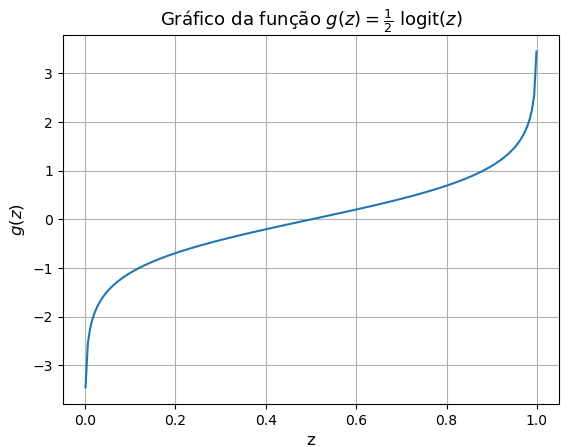 Gráfico da função $g(z) = \frac{1}{2}$ logit$(z)$
3
2
1
0
−1
−2
−3
g(z)
0.0 0.2 0.4 0.6 0.8 1.0
z